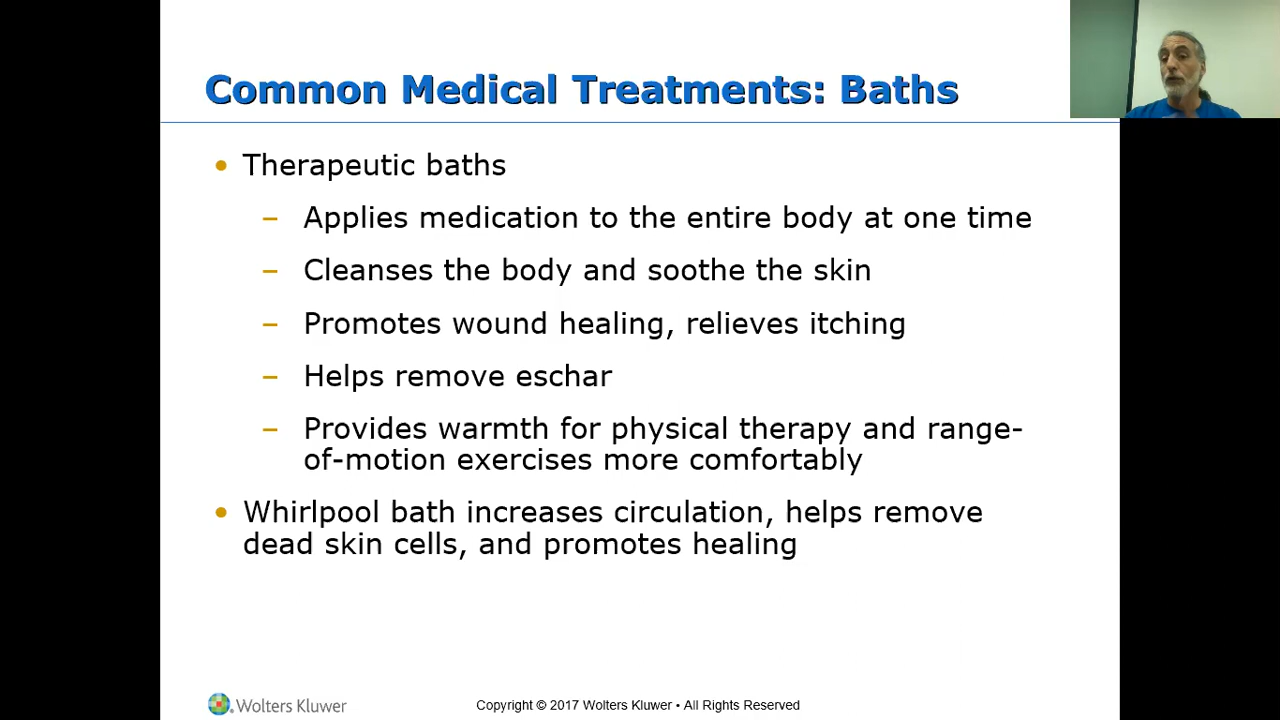 Common Medical Treatments: Baths
• Therapeutic baths
– Applies medication to the entire body at one time
– Cleanses the body and soothe the skin
– Promotes wound healing, relieves itching
– Helps remove eschar
– Provides warmth for physical therapy and range-
of-motion exercises more comfortably
• Whirlpool bath increases circulation, helps remove
dead skin cells, and promotes healing
Wolters Kluwer
Copyright © 2017 Wolters Kluwer • All Rights Reserved